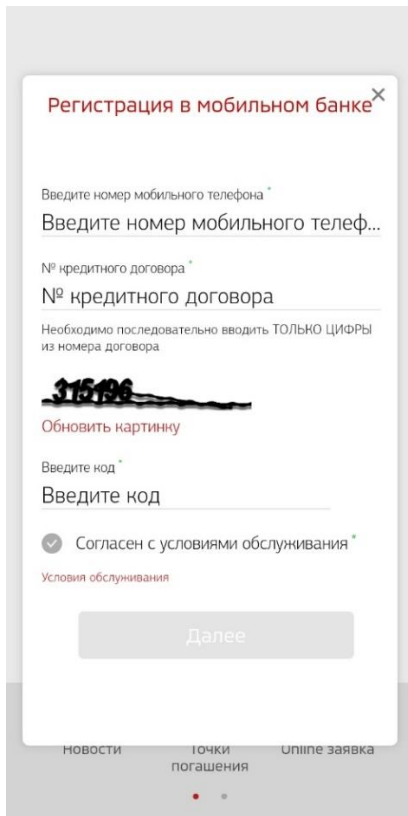 Регистрация в мобильном банке
Введите номер мобильного телефона *
Введите номер мобильного телеф...
№ кредитного договора *
№ кредитного договора
Необходимо последовательно вводить ТОЛЬКО ЦИФРЫ
из номера договора
315196
Обновить картинку
Введите код *
Введите код
Согласен с условиями обслуживания *
Условия обслуживания
Далее
Новости Точки Online заявка
погашения